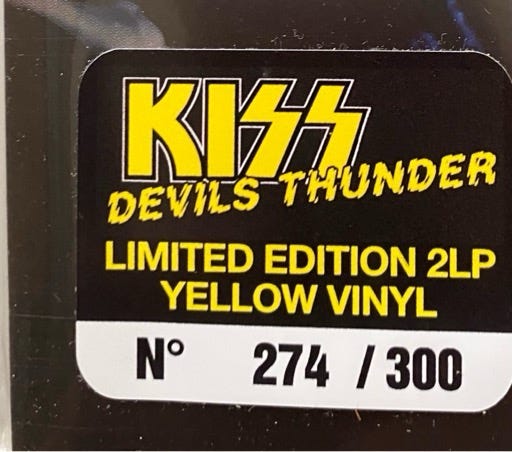 KISS
DEVILS THUNDER
LIMITED EDITION 2LP
YELLOW VINYL
N° 274 / 300